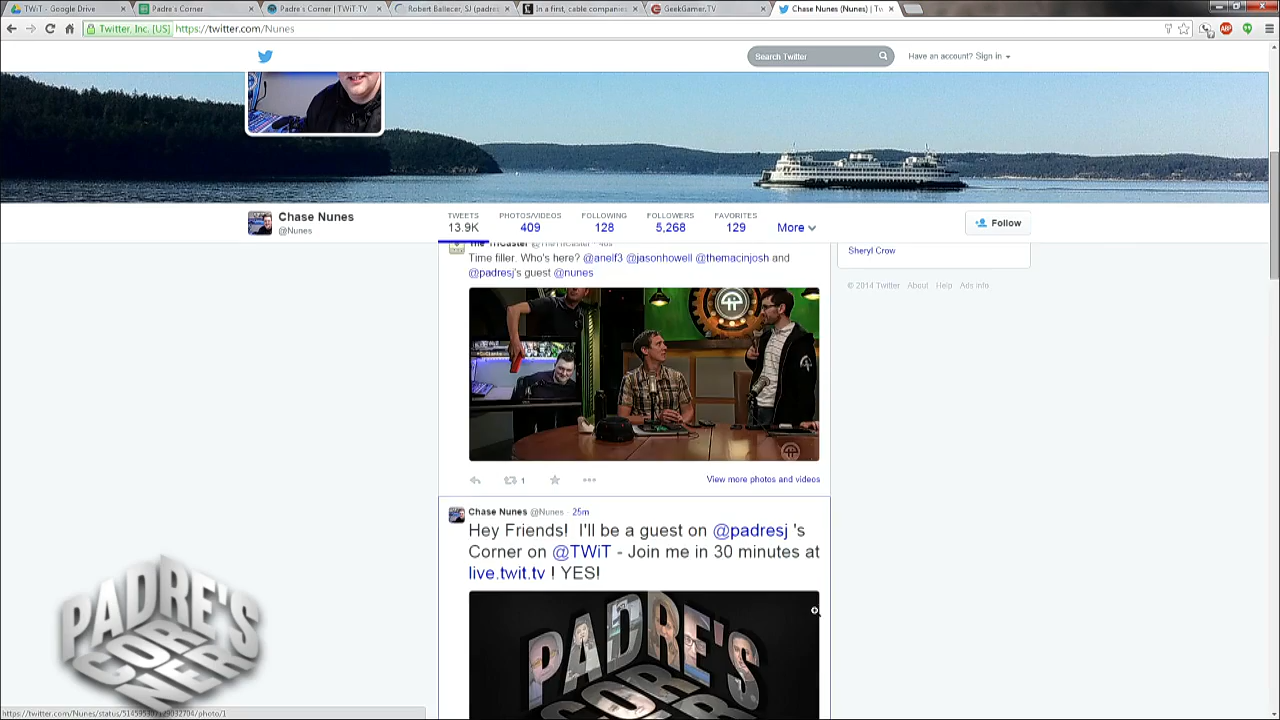 TWiT - Google Drive
Padre s Corner
Padre s Corner | TWiT.TV
Robert Ballecer, SJ (padres
In a first, cable companies
GeekGamer.TV
Chase Nunes (Nunes) | Tw
Twitter, Inc. [US]
https://twitter.com/Nunes
Search Twitter
Have an account? Sign in
Chase Nunes
@Nunes
TWEETS
13.9K
PHOTOS/VIDEOS
409
FOLLOWING
128
FOLLOWERS
5,268
FAVORITES
129
More
Follow
Time filler. Who's here? @anelf3 @jasonhowell @themacinjosh and
@padresj's guest @nunes
Sheryl Crow
© 2014 Twitter About Help Ads info
1
View more photos and videos
Chase Nunes @Nunes 25m
Hey Friends! I'll be a guest on @padresj 's
Corner on @TWiT - Join me in 30 minutes at
live.twit.tv ! YES!
PADRE'S
CORE
PADRE'S
COR
NER